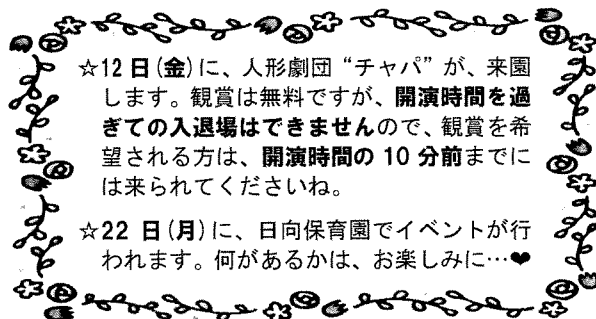 ☆12日(金)に、人形劇団“チャパ”が、来園
します。観賞は無料ですが、開演時間を過
ぎての入退場はできませんので、観賞を希
望される方は、開演時間の10分前までに
は来られてくださいね。
☆22日(月)に、日向保育園でイベントが行
われます。何があるかは、お楽しみに…❤